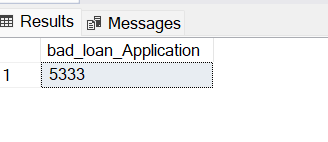 Results Messages
bad_loan_Application
1 5333